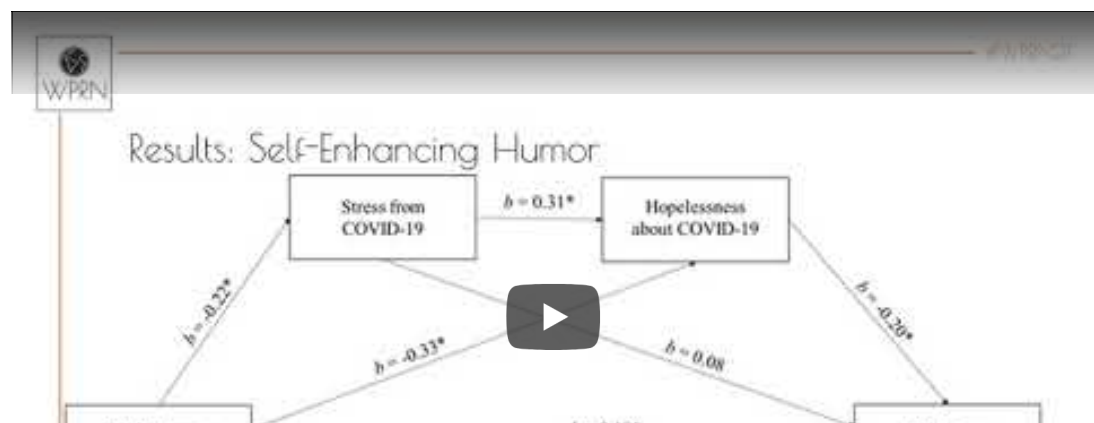 WPRN
Results: Self-Enhancing Humor
Stress from
COVID-19
b = 0.31*
Hopelessness
about COVID-19
b = -0.22*
b = -0.33*
b = 0.08
b = -0.20*